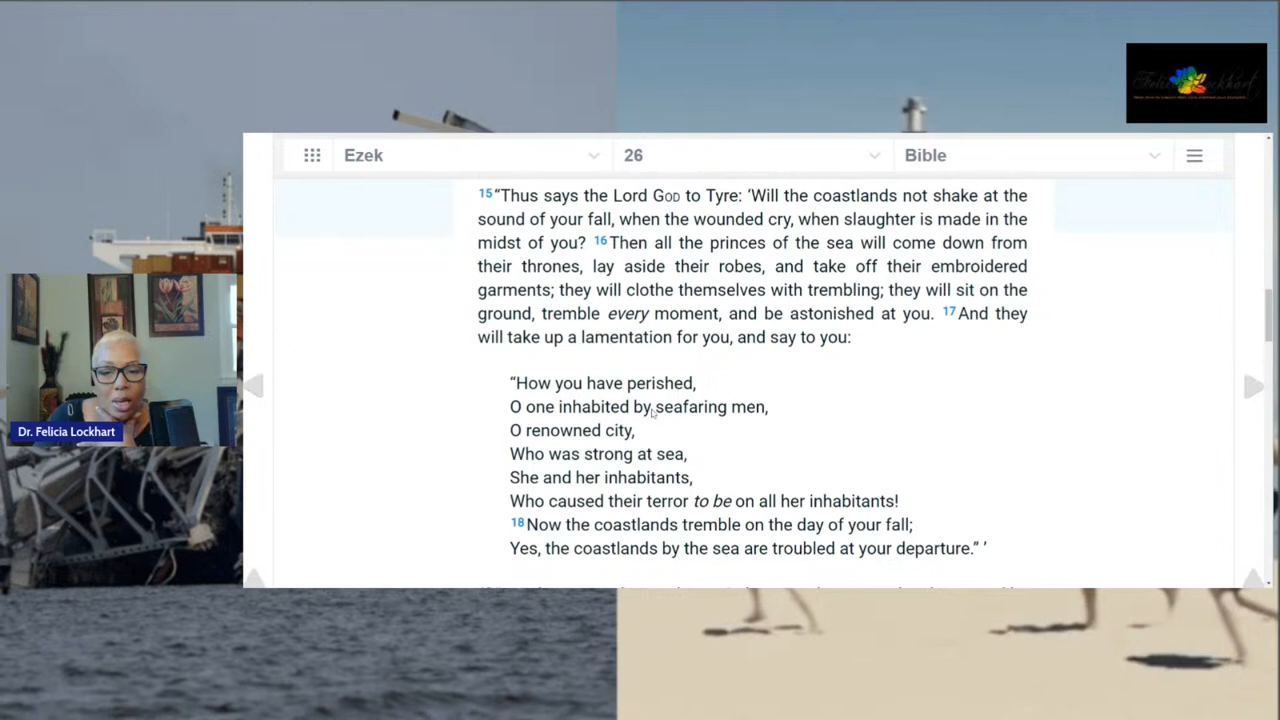 Felicia Lockhart
Ezek
26
Bible
15“Thus says the Lord GOD to Tyre: ‘Will the coastlands not shake at the
sound of your fall, when the wounded cry, when slaughter is made in the
midst of you? 16Then all the princes of the sea will come down from
their thrones, lay aside their robes, and take off their embroidered
garments; they will clothe themselves with trembling; they will sit on the
ground, tremble every moment, and be astonished at you. 17And they
will take up a lamentation for you, and say to you:
“How you have perished,
O one inhabited by seafaring men,
O renowned city,
Who was strong at sea,
She and her inhabitants,
Who caused their terror to be on all her inhabitants!
18Now the coastlands tremble on the day of your fall;
Yes, the coastlands by the sea are troubled at your departure.” ’
Dr. Felicia Lockhart